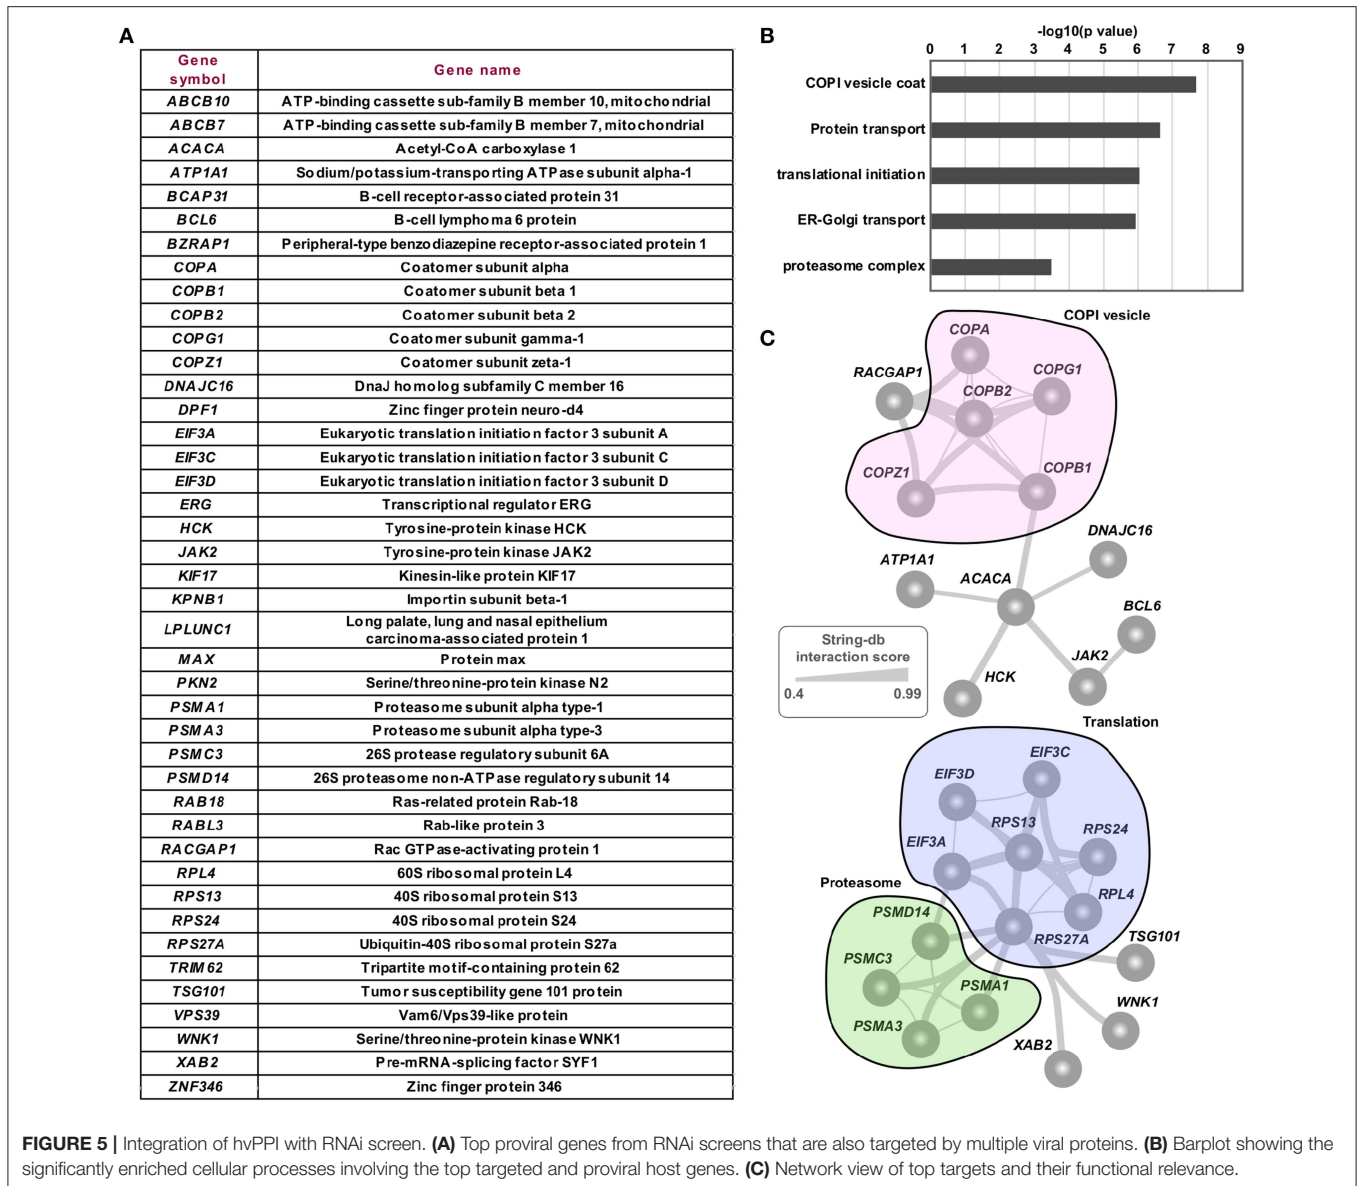 A
Gene symbol Gene name
ABCB10 ATP-binding cassette sub-family B member 10, mitochondrial
ABCB7 ATP-binding cassette sub-family B member 7, mitochondrial
ACACA Acetyl-CoA carboxylase 1
ATP1A1 Sodium/potassium-transporting ATPase subunit alpha-1
BCAP31 B-cell receptor-associated protein 31
BCL6 B-cell lymphoma 6 protein
BZRAP1 Peripheral-type benzodiazepine receptor-associated protein 1
COPA Coatomer subunit alpha
COPB1 Coatomer subunit beta 1
COPB2 Coatomer subunit beta 2
COPG1 Coatomer subunit gamma-1
COPZ1 Coatomer subunit zeta-1
DNAJC16 DnaJ homolog subfamily C member 16
DPF1 Zinc finger protein neuro-d4
EIF3A Eukaryotic translation initiation factor 3 subunit A
EIF3C Eukaryotic translation initiation factor 3 subunit C
EIF3D Eukaryotic translation initiation factor 3 subunit D
ERG Transcriptional regulator ERG
HCK Tyrosine-protein kinase HCK
JAK2 Tyrosine-protein kinase JAK2
KIF17 Kinesin-like protein KIF17
KPNB1 Importin subunit beta-1
LPLUNC1 Long palate, lung and nasal epithelium
carcinoma-associated protein 1
MAX Protein max
PKN2 Serine/threonine-protein kinase N2
PSMA1 Proteasome subunit alpha type-1
PSMA3 Proteasome subunit alpha type-3
PSMC3 26S protease regulatory subunit 6A
PSMD14 26S proteasome non-ATPase regulatory subunit 14
RAB18 Ras-related protein Rab-18
RABL3 Rab-like protein 3
RACGAP1 Rac GTPase-activating protein 1
RPL4 60S ribosomal protein L4
RPS13 40S ribosomal protein S13
RPS24 40S ribosomal protein S24
RPS27A Ubiquitin-40S ribosomal protein S27a
TRIM62 Tripartite motif-containing protein 62
TSG101 Tumor susceptibility gene 101 protein
VPS39 Vam6/Vps39-like protein
WNK1 Serine/threonine-protein kinase WNK1
XAB2 Pre-mRNA-splicing factor SYF1
ZNF346 Zinc finger protein 346
B
-log10(p value)
0 1 2 3 4 5 6 7 8 9
COPI vesicle coat
Protein transport
translational initiation
ER-Golgi transport
proteasome complex
C
COPI vesicle
COPA
RACGAP1
COPG1
COPB2
COPZ1
COPB1
DNAJC16
ATP1A1
ACACA
BCL6
JAK2
HCK
String-db
interaction score
0.4 0.99
Translation
EIF3C
EIF3D
RPS13
RPS24
EIF3A
RPL4
RPS27A
Proteasome
PSMD14
PSMC3
PSMA1
PSMA3
TSG101
WNK1
XAB2
FIGURE 5 | Integration of hvPPI with RNAi screen. (A) Top proviral genes from RNAi screens that are also targeted by multiple viral proteins. (B) Barplot showing the
significantly enriched cellular processes involving the top targeted and proviral host genes. (C) Network view of top targets and their functional relevance.